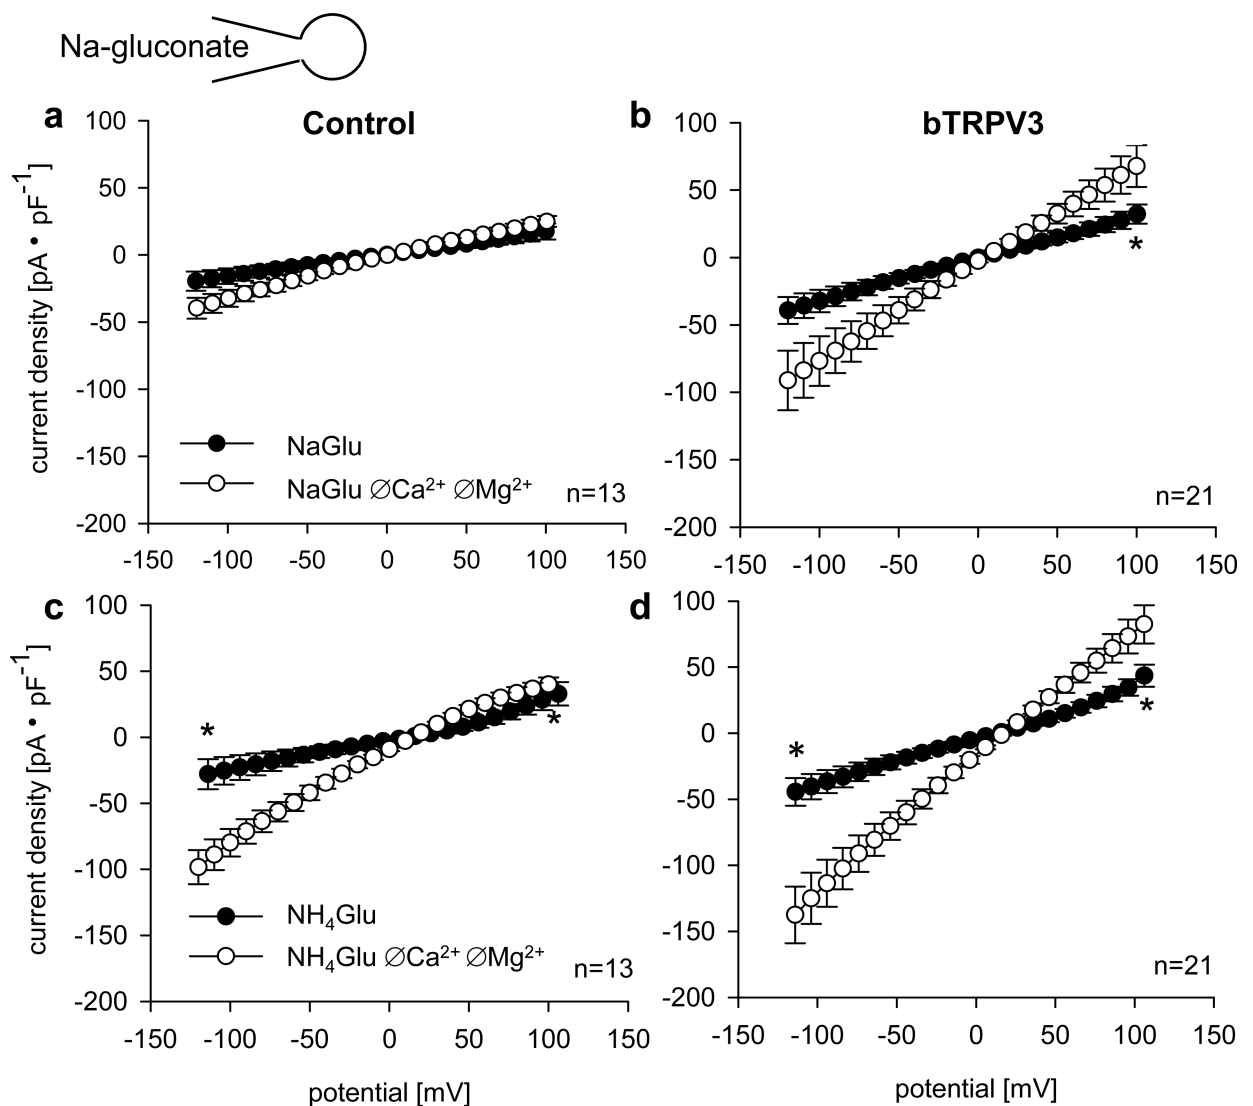 Na-gluconate
a
Control
b
bTRPV3
100
50
0
-50
-100
-150
-200
current density [pA • pF⁻¹]
NaGlu
NaGlu ∅Ca²⁺ ∅Mg²⁺
n=13
-150 -100 -50 0 50 100 150
100
50
0
-50
-100
-150
-200
*
n=21
-150 -100 -50 0 50 100 150
c
d
100
50
0
-50
-100
-150
-200
current density [pA • pF⁻¹]
*
*
NH₄Glu
NH₄Glu ∅Ca²⁺ ∅Mg²⁺
n=13
-150 -100 -50 0 50 100 150
potential [mV]
100
50
0
-50
-100
-150
-200
*
*
n=21
-150 -100 -50 0 50 100 150
potential [mV]